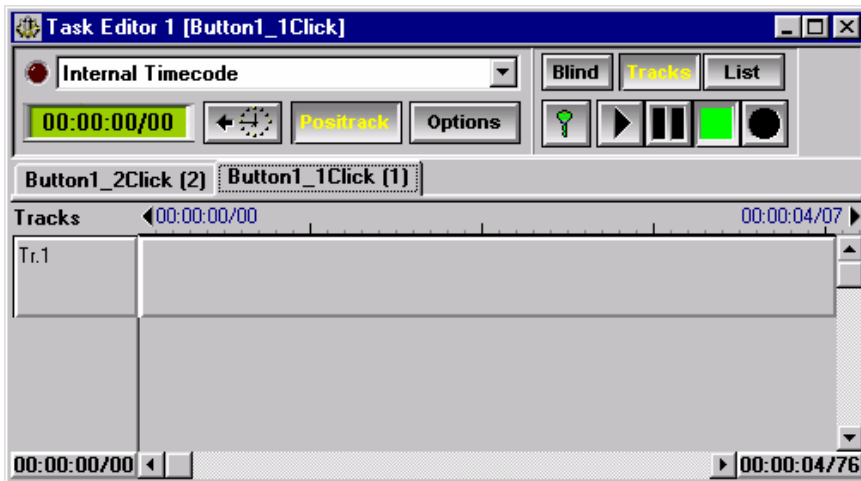 Task Editor 1 [Button1_1Click]
Internal Timecode
Blind Tracks List
00:00:00/00 Positrack Options
Button1_2Click (2) Button1_1Click (1)
Tracks 00:00:00/00 00:00:04/07
Tr.1
00:00:00/00 00:00:04/76